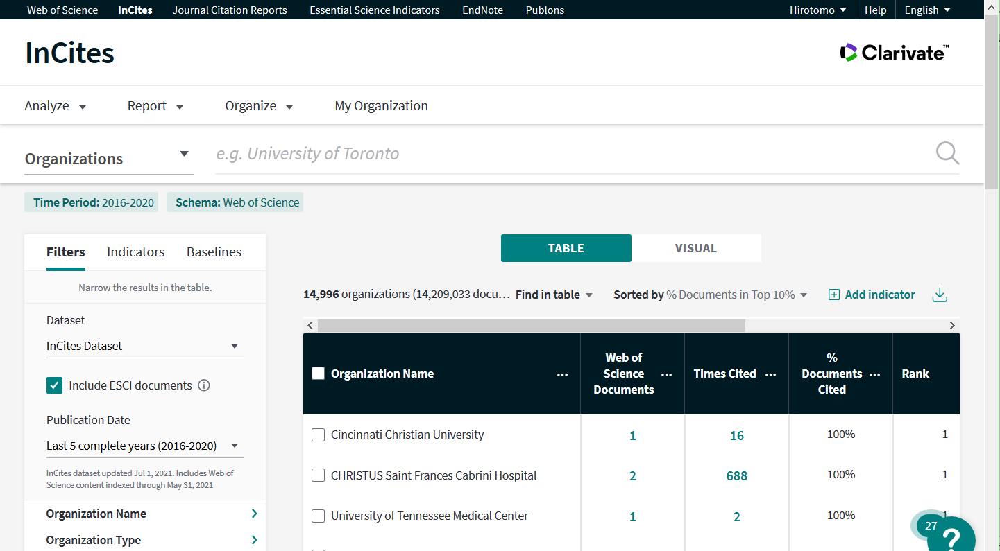 Web of Science InCites Journal Citation Reports Essential Science Indicators EndNote Publons Hirotomo Help English
InCites
Clarivate™
Analyze Report Organize My Organization
Organizations e.g. University of Toronto
Time Period: 2016-2020 Schema: Web of Science
Filters Indicators Baselines
TABLE VISUAL
Narrow the results in the table.
14,996 organizations (14,209,033 docu... Find in table Sorted by % Documents in Top 10% Add indicator
Dataset
InCites Dataset
Include ESCI documents
Publication Date
Last 5 complete years (2016-2020)
InCites dataset updated Jul 1, 2021. Includes Web of
Science content indexed through May 31, 2021
Organization Name
Organization Type
Organization Name ... Web of Science Documents ... Times Cited ... % Documents Cited ... Rank
Cincinnati Christian University 1 16 100% 1
CHRISTUS Saint Frances Cabrini Hospital 2 688 100% 1
University of Tennessee Medical Center 1 2 100% 1
27
?